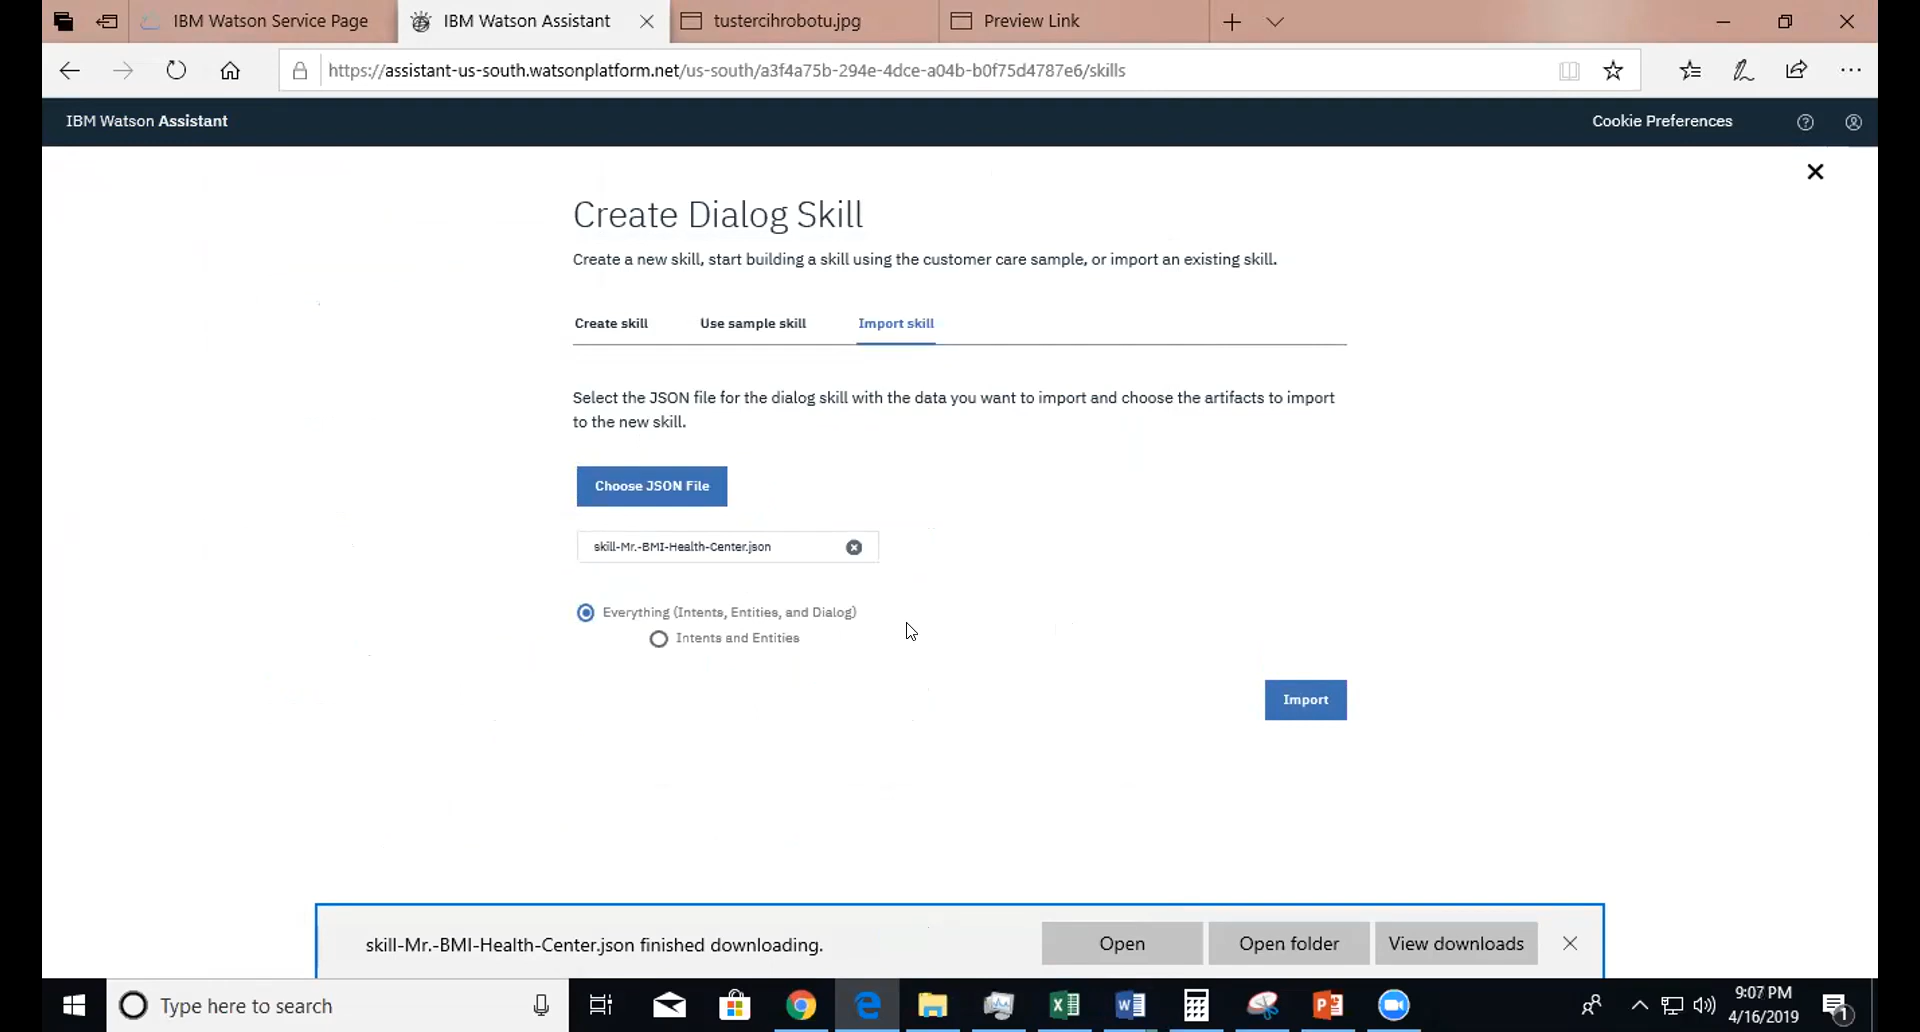 IBM Watson Service Page
IBM Watson Assistant
tustercihrobotu.jpg
Preview Link
https://assistant-us-south.watsonplatform.net/us-south/a3f4a75b-294e-4dce-a04b-b0f75d4787e6/skills
IBM Watson Assistant
Cookie Preferences
Create Dialog Skill
Create a new skill, start building a skill using the customer care sample, or import an existing skill.
Create skill
Use sample skill
Import skill
Select the JSON file for the dialog skill with the data you want to import and choose the artifacts to import
to the new skill.
Choose JSON File
skill-Mr.-BMI-Health-Center.json
Everything (Intents, Entities, and Dialog)
Intents and Entities
Import
skill-Mr.-BMI-Health-Center.json finished downloading.
Open
Open folder
View downloads
Type here to search
9:07 PM
4/16/2019
1